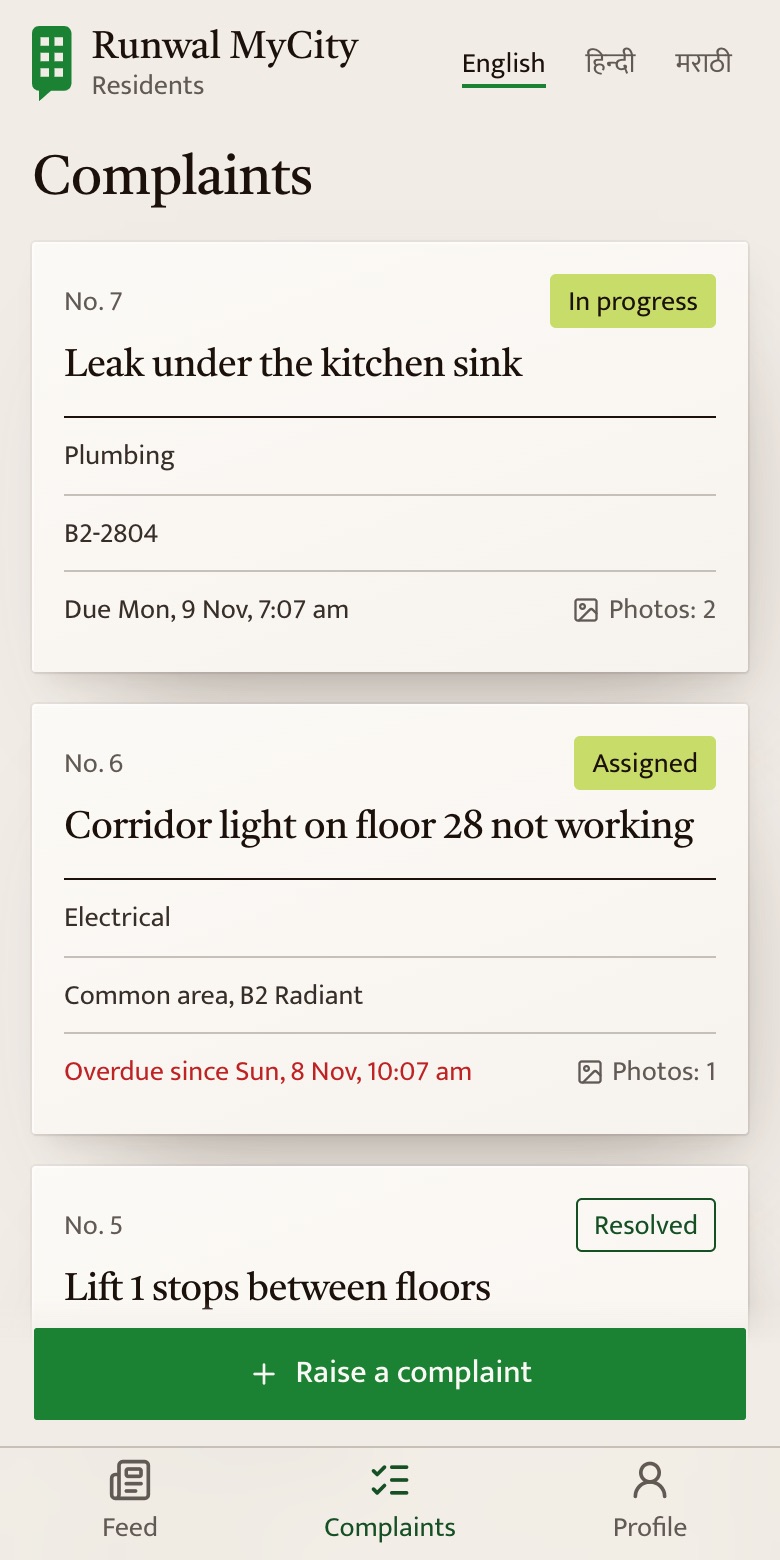 Runwal MyCity
Residents
English हिन्दी मराठी
Complaints
No. 7 In progress
Leak under the kitchen sink
Plumbing
B2-2804
Due Mon, 9 Nov, 7:07 am Photos: 2
No. 6 Assigned
Corridor light on floor 28 not working
Electrical
Common area, B2 Radiant
Overdue since Sun, 8 Nov, 10:07 am Photos: 1
No. 5 Resolved
Lift 1 stops between floors
+ Raise a complaint
Feed Complaints Profile